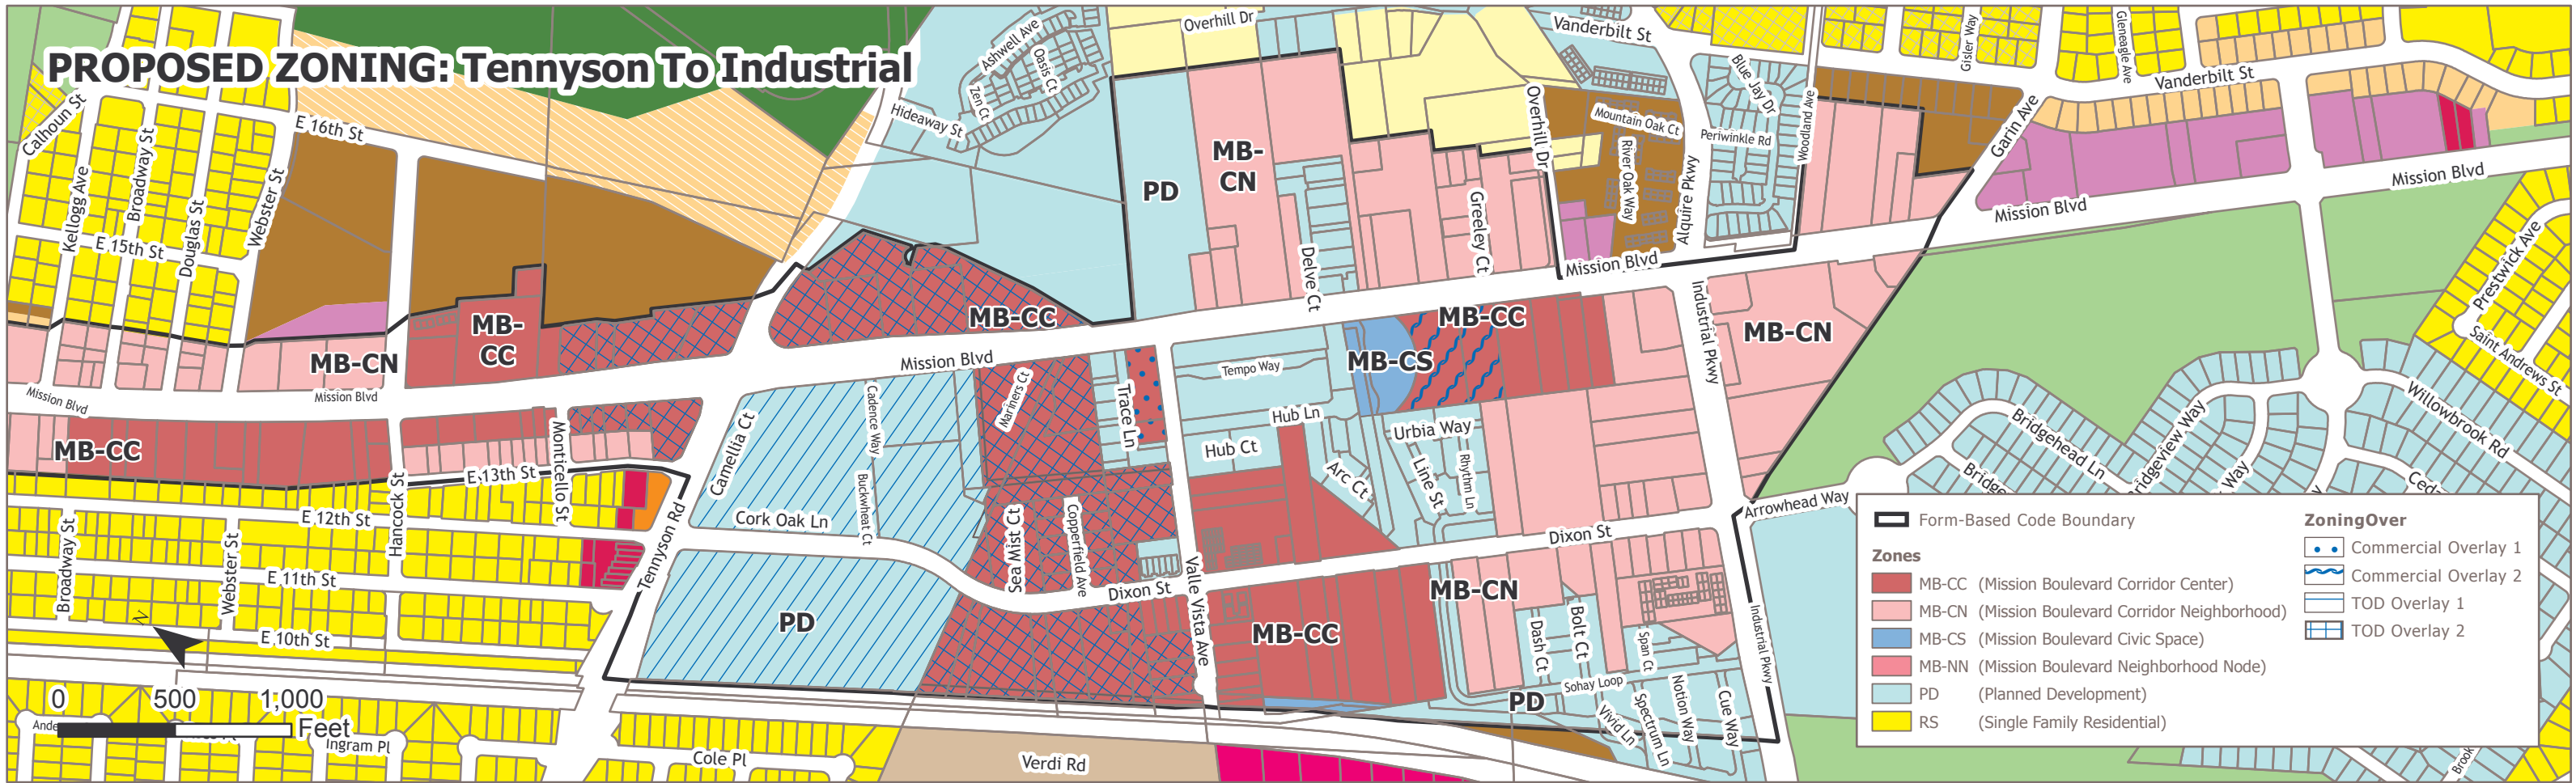 PROPOSED ZONING: Tennyson To Industrial
Calhoun St
Kellogg Ave
Broadway St
Douglas St
Webster St
E 16th St
E 15th St
Hideaway St
Ashwell Ave
Oasis Ct
Zen Ct
Overhill Dr
Vanderbilt St
Blue Jay Dr
Gisler Way
Gleneagle Ave
Vanderbilt St
Overhill Dr
Mountain Oak Ct
River Oak Way
Alquire Pkwy
Periwinkle Rd
Woodland Ave
Garin Ave
Mission Blvd
Mission Blvd
Prestwick Ave
Saint Andrews St
PD
MB-
CN
Delve Ct
Greeley Ct
Mission Blvd
MB-CN
MB-
CC
MB-CC
Mission Blvd
Mission Blvd
Mission Blvd
MB-CC
Monticello St
Hancock St
E 13th St
E 12th St
E 11th St
E 10th St
Broadway St
Webster St
Tennyson Rd
Camellia Ct
Cadence Way
Buckwheat Ct
Cork Oak Ln
PD
Mariners Ct
Trace Ln
Sea Wist Ct
Copperfield Ave
Dixon St
Valle Vista Ave
Tempo Way
Hub Ln
Hub Ct
Arc Ct
Urbia Way
Line St
Rhythm Ln
MB-CS
MB-CC
Industrial Pkwy
MB-CN
Dixon St
MB-CN
MB-CC
Dash Ct
Bolt Ct
Span Ct
Sohay Loop
PD
Vivid Ln
Spectrum Ln
Notion Way
Cue Way
Industrial Pkwy
Arrowhead Way
Bridgehead Ln
Bridge
Bridgeview Way
Way
Willowbrook Rd
Ceda
Brook
N
0 500 1,000
Feet
Ande
Ingram Pl
Cole Pl
Verdi Rd
Form-Based Code Boundary
Zones
MB-CC (Mission Boulevard Corridor Center)
MB-CN (Mission Boulevard Corridor Neighborhood)
MB-CS (Mission Boulevard Civic Space)
MB-NN (Mission Boulevard Neighborhood Node)
PD (Planned Development)
RS (Single Family Residential)
ZoningOver
Commercial Overlay 1
Commercial Overlay 2
TOD Overlay 1
TOD Overlay 2